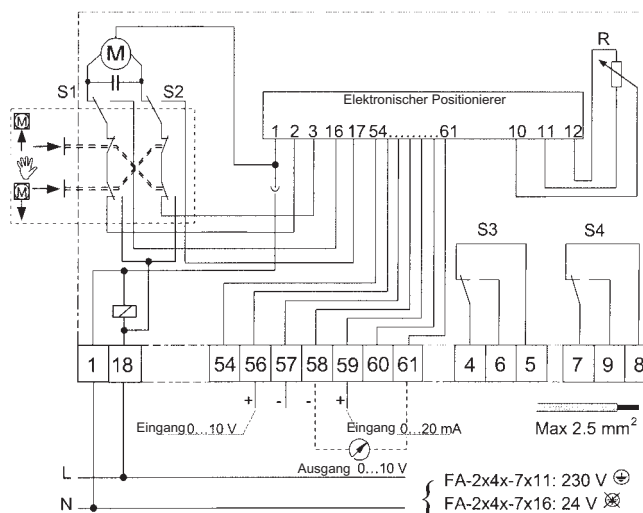 M
S1
S2
M
M
Elektronischer Positionierer
1 2 3 16 17 54.........61 10 11 12
R
S3
S4
1 18 54 56 57 58 59 60 61 4 6 5 7 9 8
+ - - +
Eingang 0...10 V
Eingang 0...20 mA
Max 2.5 mm²
Ausgang 0...10 V
L
N
FA-2x4x-7x11: 230 V
FA-2x4x-7x16: 24 V